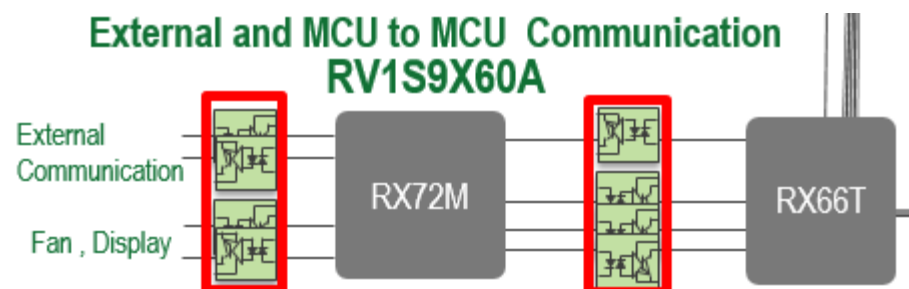 External and MCU to MCU Communication
RV1S9X60A
External
Communication
RX72M
RX66T
Fan , Display